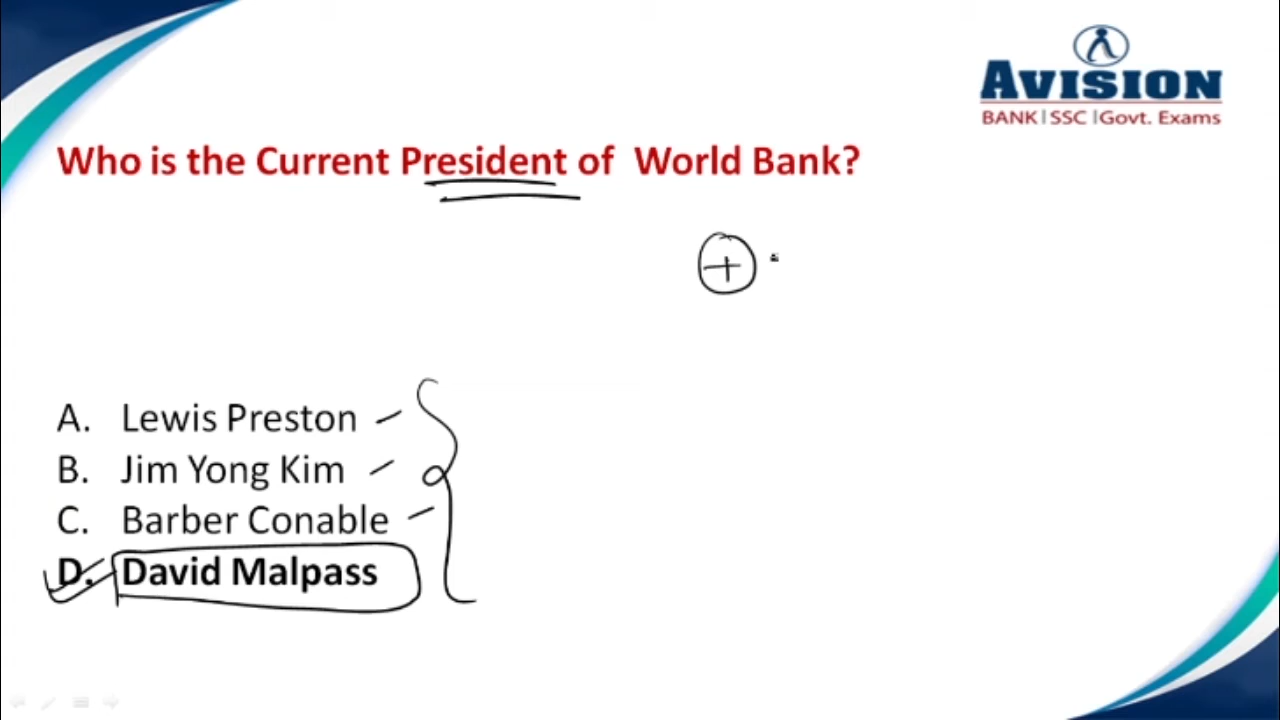 AVISION
BANK | SSC | Govt. Exams
Who is the Current President of World Bank?
+
A. Lewis Preston
B. Jim Yong Kim
C. Barber Conable
D. David Malpass